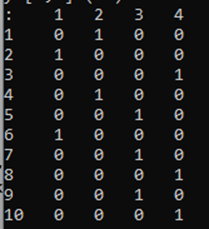 :    1    2    3    4
1    0    1    0    0
2    1    0    0    0
3    0    0    0    1
4    0    1    0    0
5    0    0    1    0
6    1    0    0    0
7    0    0    1    0
8    0    0    0    1
9    0    0    1    0
10    0    0    0    1